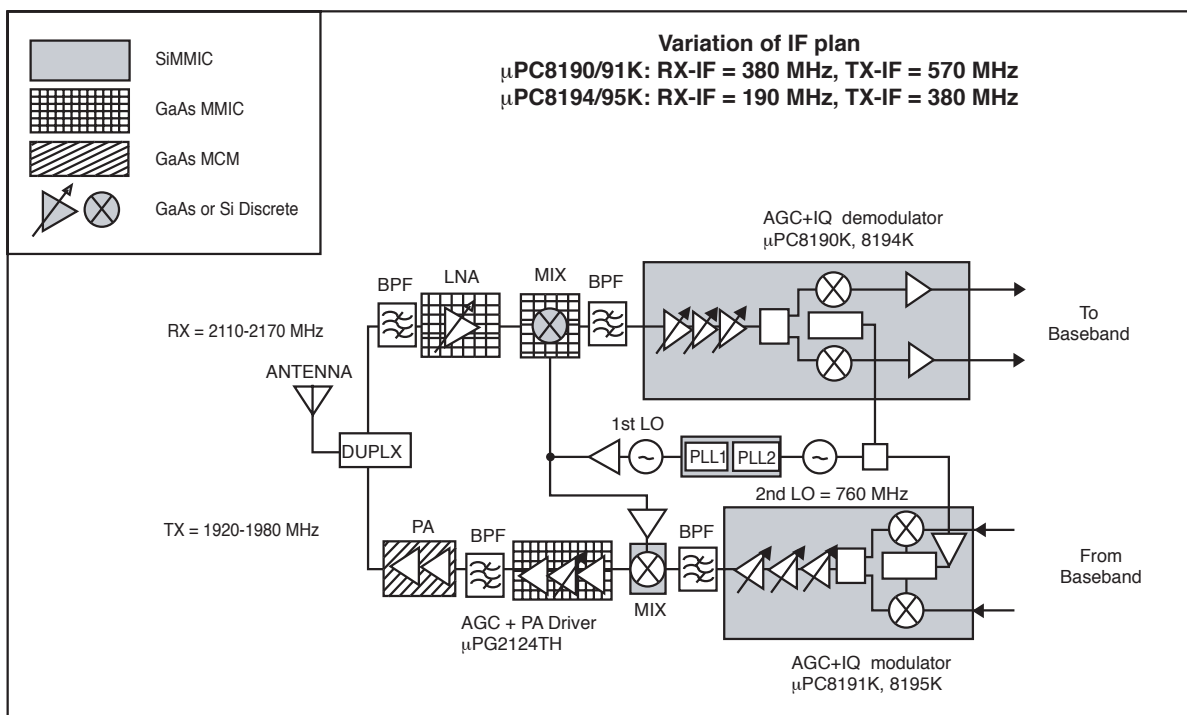 SiMMIC
GaAs MMIC
GaAs MCM
GaAs or Si Discrete
Variation of IF plan
μPC8190/91K: RX-IF = 380 MHz, TX-IF = 570 MHz
μPC8194/95K: RX-IF = 190 MHz, TX-IF = 380 MHz
AGC+IQ demodulator
μPC8190K, 8194K
BPF
LNA
MIX
BPF
RX = 2110-2170 MHz
To
Baseband
ANTENNA
DUPLX
1st LO
PLL1
PLL2
2nd LO = 760 MHz
TX = 1920-1980 MHz
PA
BPF
BPF
MIX
From
Baseband
AGC + PA Driver
μPG2124TH
AGC+IQ modulator
μPC8191K, 8195K